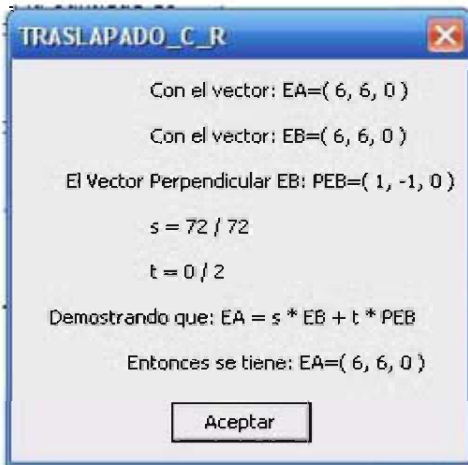 TRASLAPADO_C_R
Con el vector: EA=( 6, 6, 0 )
Con el vector: EB=( 6, 6, 0 )
El Vector Perpendicular EB: PEB=( 1, -1, 0 )
s = 72 / 72
t = 0 / 2
Demostrando que: EA = s * EB + t * PEB
Entonces se tiene: EA=( 6, 6, 0 )
Aceptar